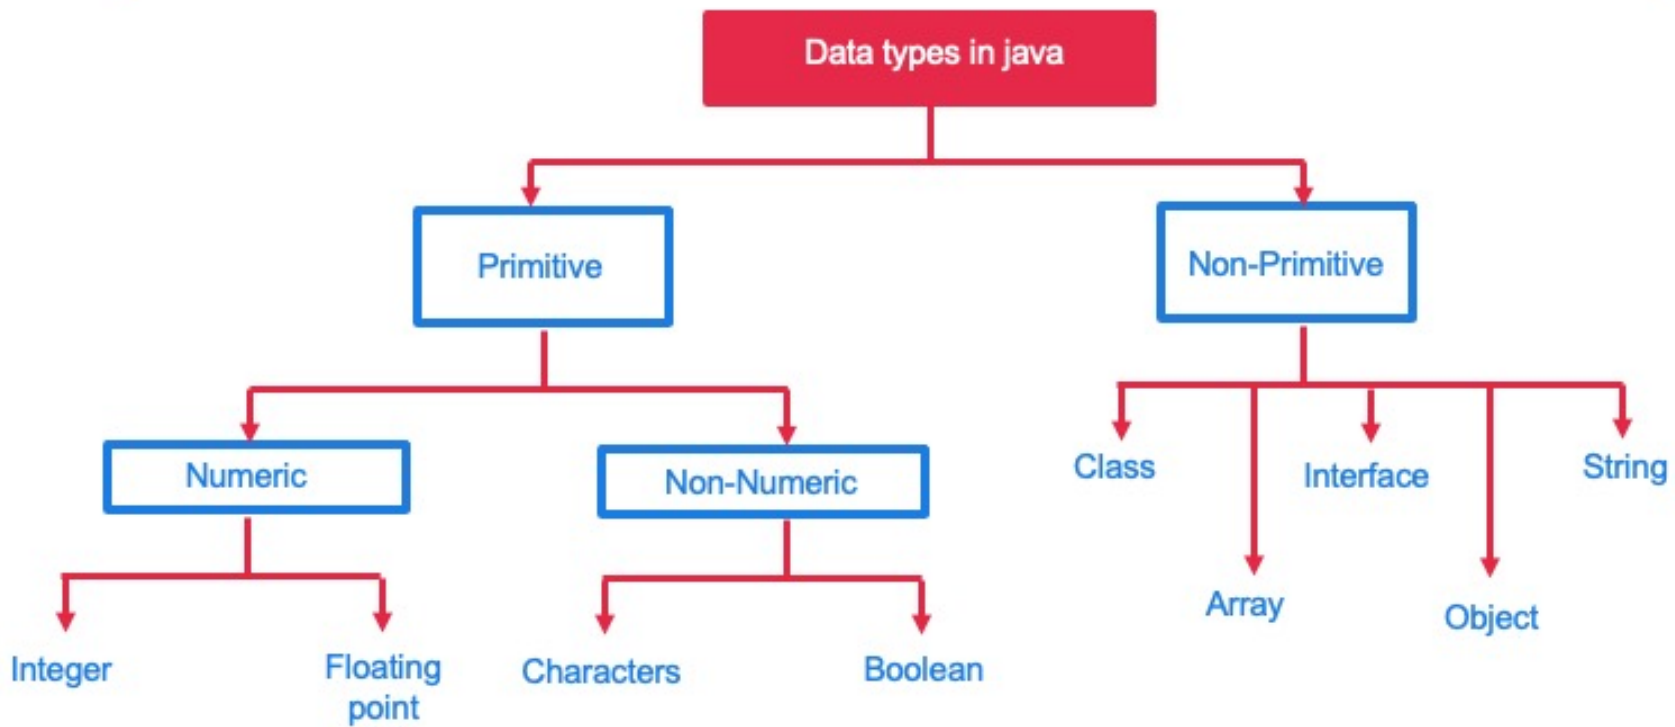 Data types in java
Primitive
Non-Primitive
Numeric
Non-Numeric
Class
Interface
String
Array
Object
Integer
Floating
point
Characters
Boolean